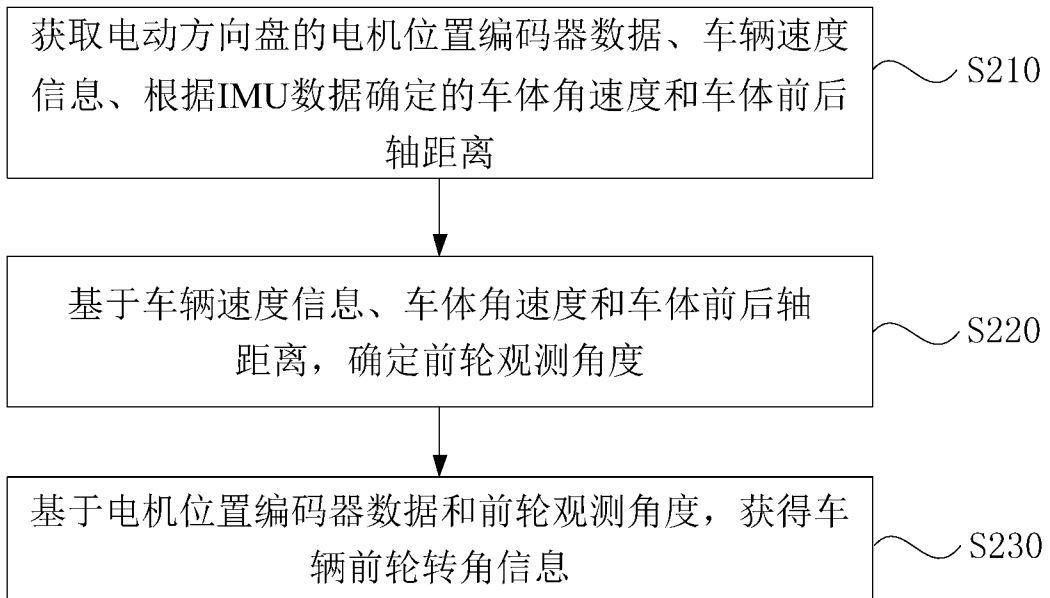 获取电动方向盘的电机位置编码器数据、车辆速度
信息、根据IMU数据确定的车体角速度和车体前后
轴距离
S210
基于车辆速度信息、车体角速度和车体前后轴
距离，确定前轮观测角度
S220
基于电机位置编码器数据和前轮观测角度，获得车
辆前轮转角信息
S230